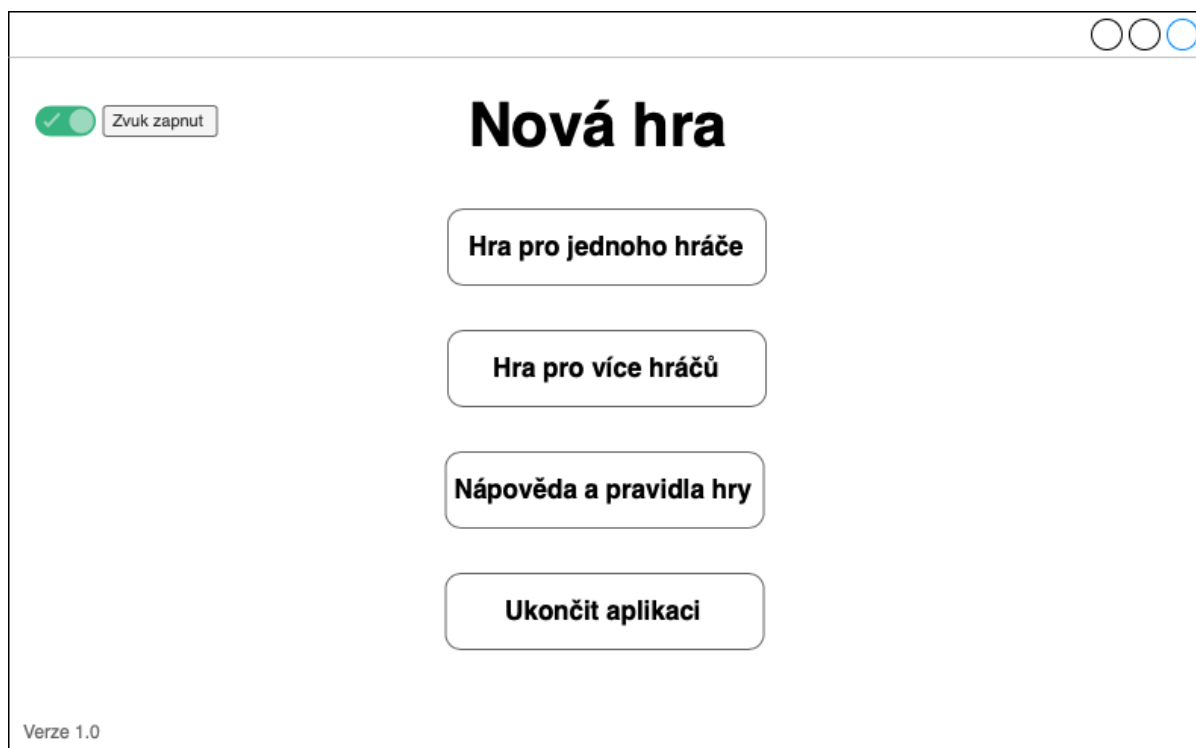 Zvuk zapnut
Nová hra
Hra pro jednoho hráče
Hra pro více hráčů
Nápověda a pravidla hry
Ukončit aplikaci
Verze 1.0